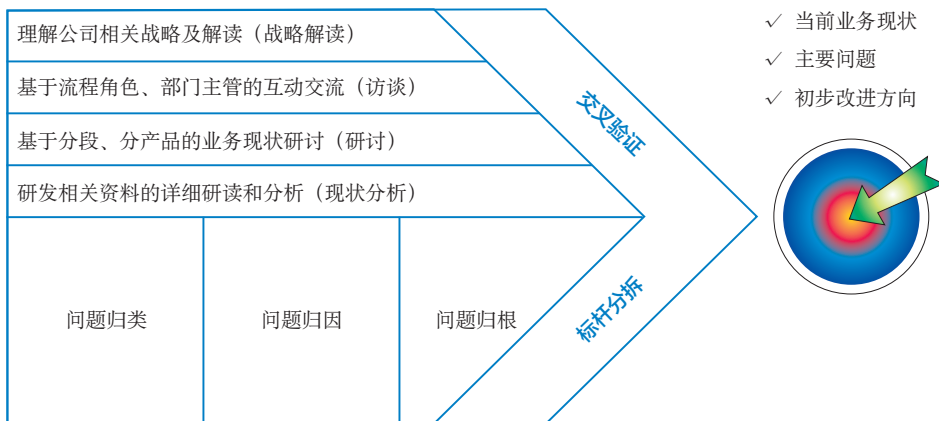 理解公司相关战略及解读（战略解读）
基于流程角色、部门主管的互动交流（访谈）
基于分段、分产品的业务现状研讨（研讨）
研发相关资料的详细研读和分析（现状分析）
问题归类
问题归因
问题归根
交叉验证
标杆分拆
✓ 当前业务现状
✓ 主要问题
✓ 初步改进方向